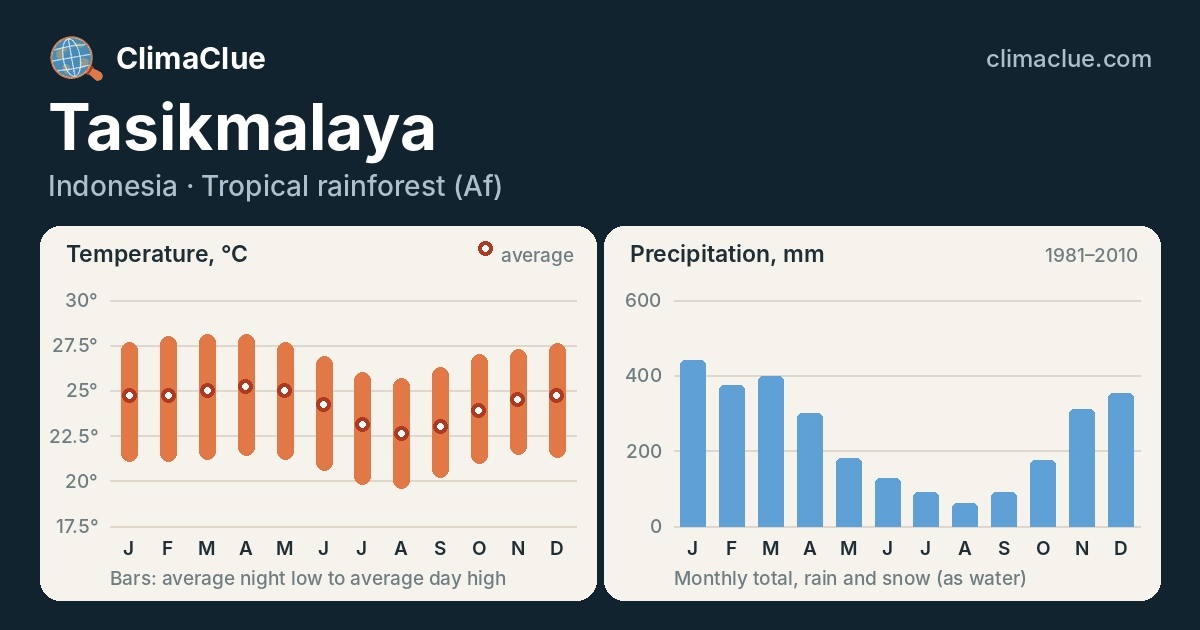 ClimaClue
climaclue.com
Tasikmalaya
Indonesia · Tropical rainforest (Af)
Temperature, °C
average
30°
27.5°
25°
22.5°
20°
17.5°
J F M A M J J A S O N D
Bars: average night low to average day high
Precipitation, mm
1981–2010
600
400
200
0
J F M A M J J A S O N D
Monthly total, rain and snow (as water)